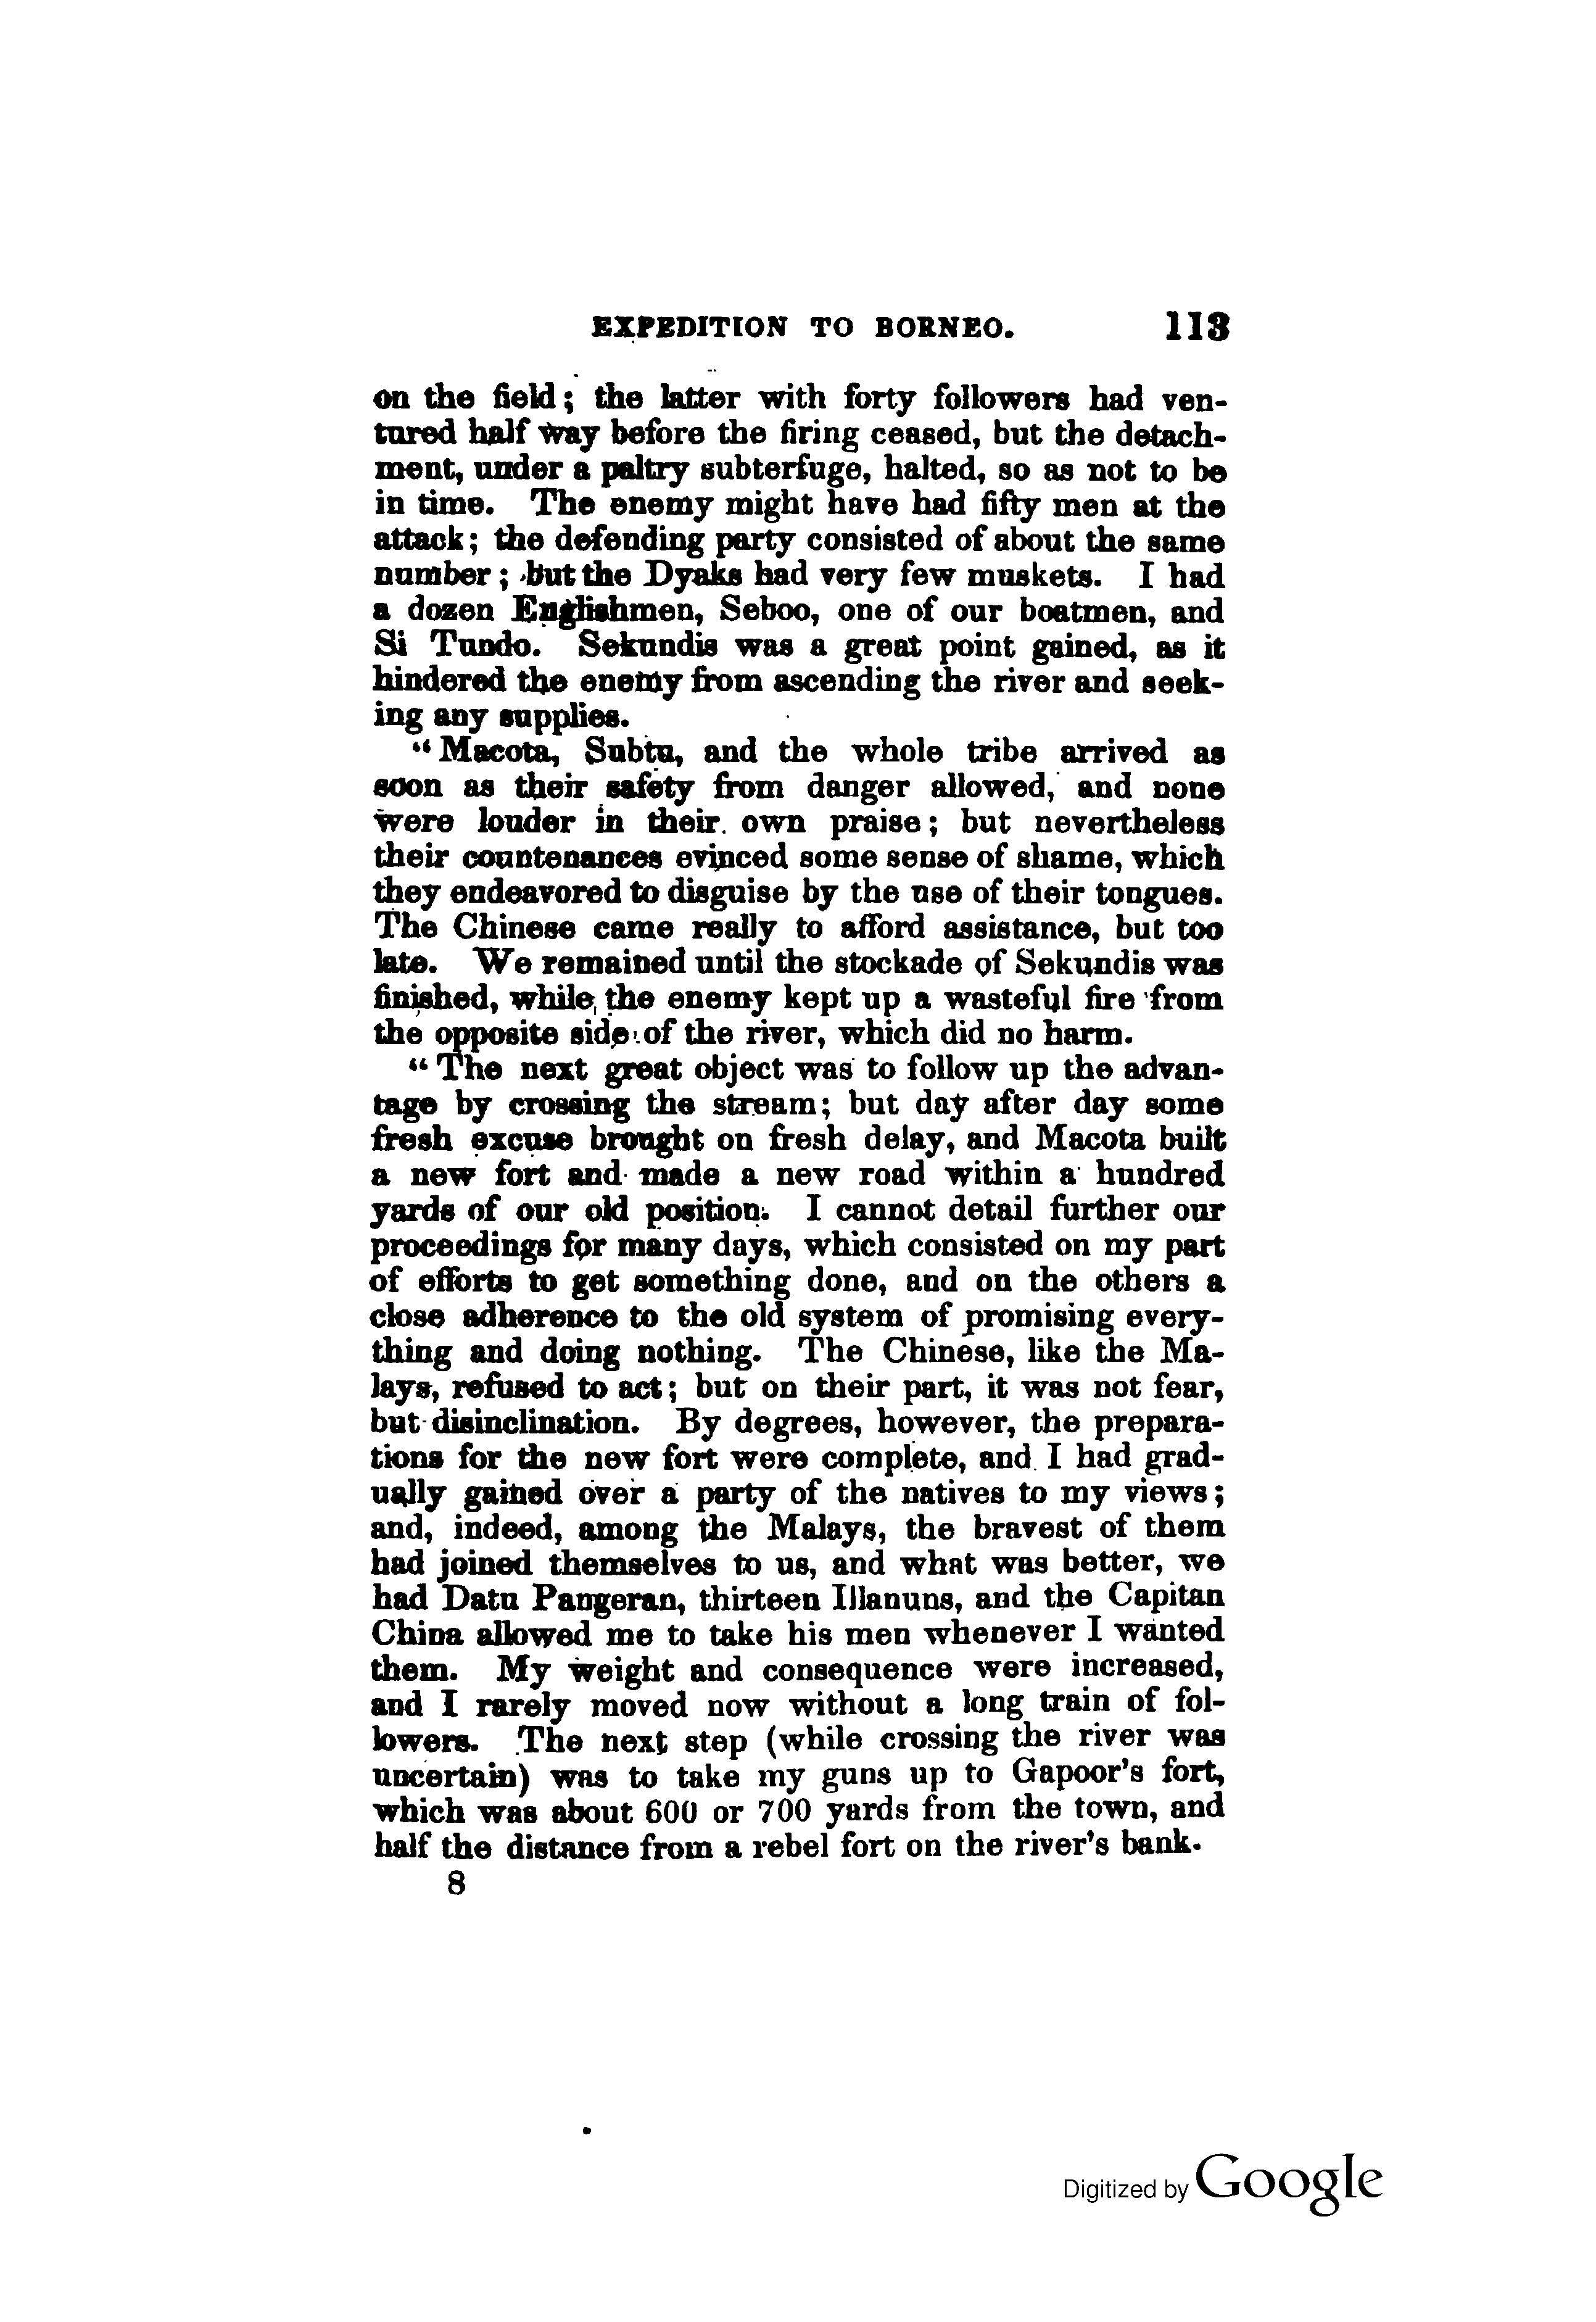 EXPEDITION TO BORNEO. 113
on the field; the latter with forty followers had ven-
tured half way before the firing ceased, but the detach-
ment, under a paltry subterfuge, halted, so as not to be
in time. The enemy might have had fifty men at the
attack; the defending party consisted of about the same
number; but the Dyaks had very few muskets. I had
a dozen Englishmen, Seboo, one of our boatmen, and
Si Tundo. Sekundis was a great point gained, as it
hindered the enemy from ascending the river and seek-
ing any supplies.
“Macota, Subtu, and the whole tribe arrived as
soon as their safety from danger allowed, and none
were louder in their own praise; but nevertheless
their countenances evinced some sense of shame, which
they endeavored to disguise by the use of their tongues.
The Chinese came really to afford assistance, but too
late. We remained until the stockade of Sekundis was
finished, while the enemy kept up a wasteful fire from
the opposite side of the river, which did no harm.
“The next great object was to follow up the advan-
tage by crossing the stream; but day after day some
fresh excuse brought on fresh delay, and Macota built
a new fort and made a new road within a hundred
yards of our old position. I cannot detail further our
proceedings for many days, which consisted on my part
of efforts to get something done, and on the others a
close adherence to the old system of promising every-
thing and doing nothing. The Chinese, like the Ma-
lays, refused to act; but on their part, it was not fear,
but disinclination. By degrees, however, the prepara-
tions for the new fort were complete, and I had grad-
ually gained over a party of the natives to my views;
and, indeed, among the Malays, the bravest of them
had joined themselves to us, and what was better, we
had Datu Pangeran, thirteen Illanuns, and the Capitan
China allowed me to take his men whenever I wanted
them. My weight and consequence were increased,
and I rarely moved now without a long train of fol-
lowers. The next step (while crossing the river was
uncertain) was to take my guns up to Gapoor's fort,
which was about 600 or 700 yards from the town, and
half the distance from a rebel fort on the river's bank.
8
Digitized by Google